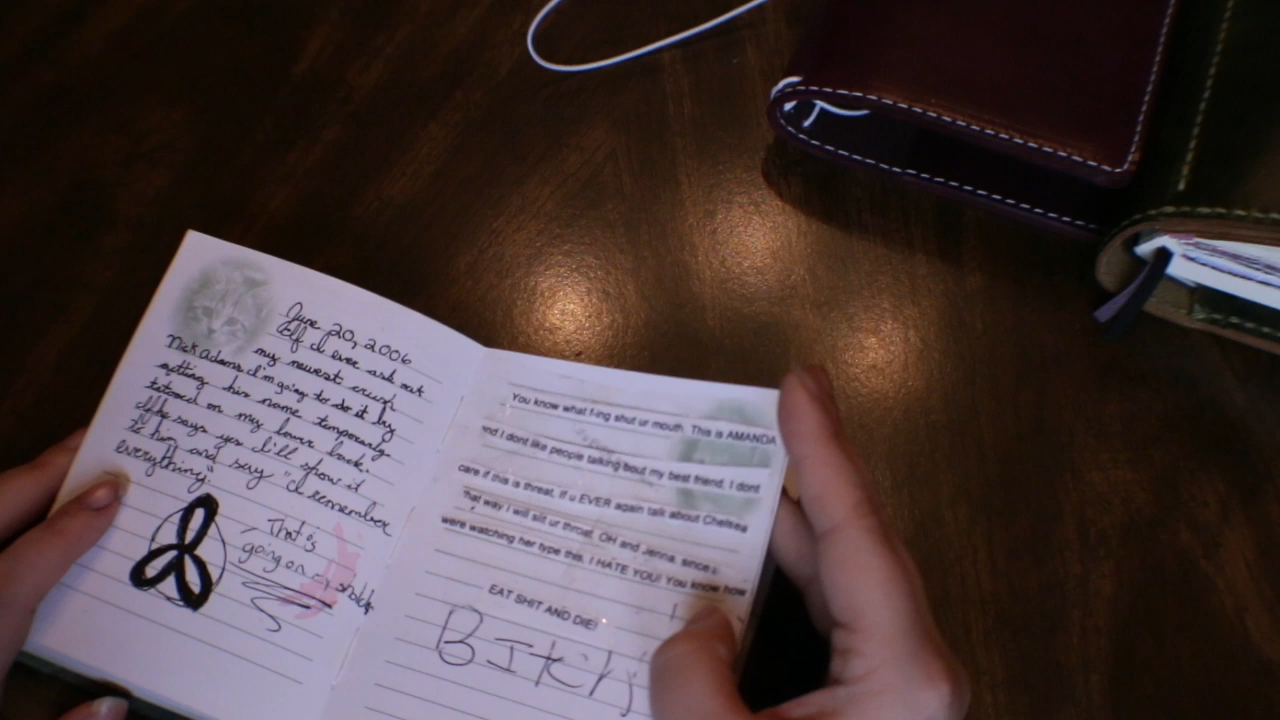 June 20, 2006
If I ever ask out
Nick adams my newest crush
I'm going to do it by
getting his name temporarily
tatooed on my lower back.
If he says yes I'll show it
to him and say "I remember
everything."
That's
going on my
You know what f-ing shut ur mouth. This is AMANDA
and I dont like people talking bout my best friend. I dont
care if this is threat. If u EVER again talk about Chelsea
that way I will slit ur throat. OH and Jenna, since u
were watching her type this. I HATE YOU! You know how
EAT SHIT AND DIE!